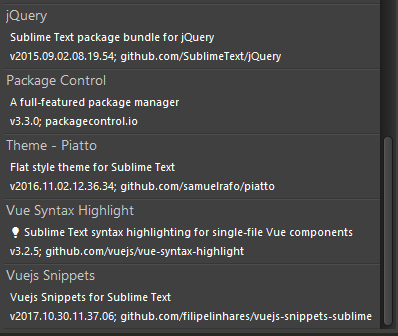 jQuery
Sublime Text package bundle for jQuery
v2015.09.02.08.19.54; github.com/SublimeText/jQuery
Package Control
A full-featured package manager
v3.3.0; packagecontrol.io
Theme - Piatto
Flat style theme for Sublime Text
v2016.11.02.12.36.34; github.com/samuelrafo/piatto
Vue Syntax Highlight
Sublime Text syntax highlighting for single-file Vue components
v3.2.5; github.com/vuejs/vue-syntax-highlight
Vuejs Snippets
Vuejs Snippets for Sublime Text
v2017.10.30.11.37.06; github.com/filipelinhares/vuejs-snippets-sublime